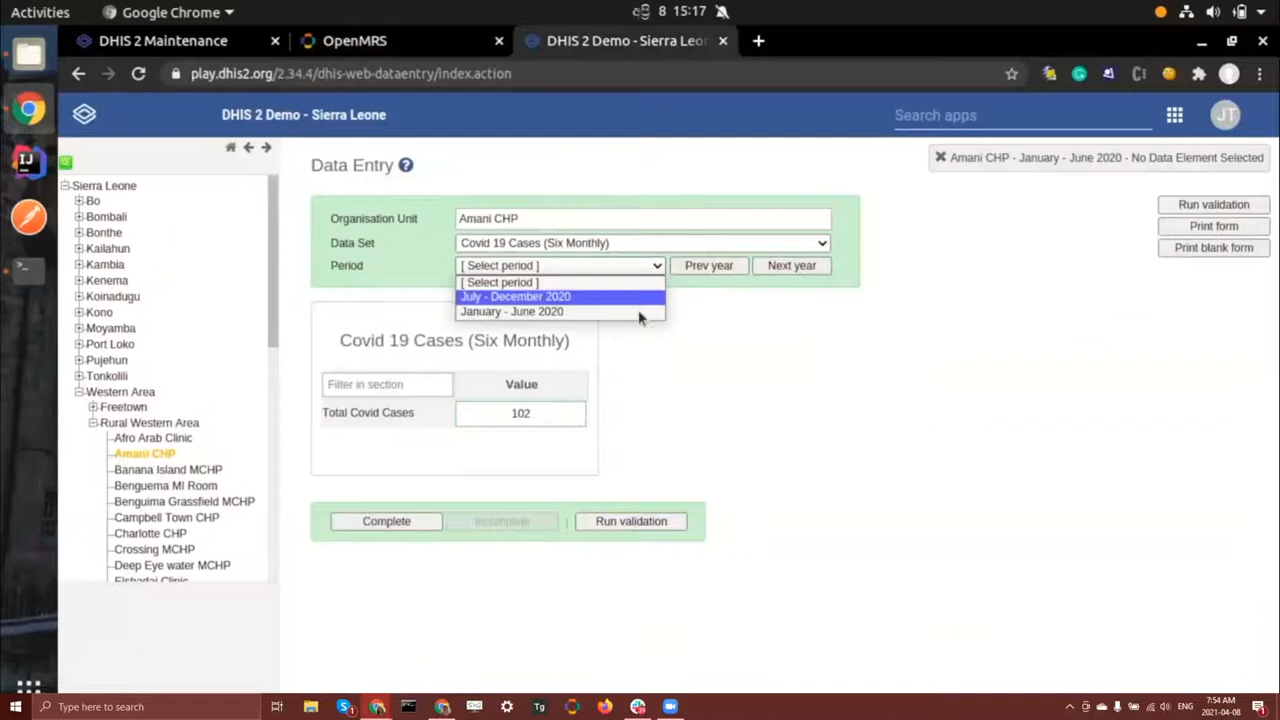 Activities
Google Chrome
8 15:17
DHIS 2 Maintenance
OpenMRS
DHIS 2 Demo - Sierra Leo
play.dhis2.org/2.34.4/dhis-web-dataentry/index.action
DHIS 2 Demo - Sierra Leone
Search apps
JT
Sierra Leone
Bo
Bombali
Bonthe
Kailahun
Kambia
Kenema
Koinadugu
Kono
Moyamba
Port Loko
Pujehun
Tonkolili
Western Area
Freetown
Rural Western Area
Afro Arab Clinic
Amani CHP
Banana Island MCHP
Benguema MI Room
Benguima Grassfield MCHP
Campbell Town CHP
Charlotte CHP
Crossing MCHP
Deep Eye water MCHP
Elshadai Clinic
Data Entry ?
Amani CHP - January - June 2020 - No Data Element Selected
Organisation Unit Amani CHP
Data Set Covid 19 Cases (Six Monthly)
Period [ Select period ] Prev year Next year
[ Select period ]
July - December 2020
January - June 2020
Run validation
Print form
Print blank form
Covid 19 Cases (Six Monthly)
Filter in section Value
Total Covid Cases 102
Complete Incomplete | Run validation
Type here to search
Tg
7:54 AM
2021-04-08